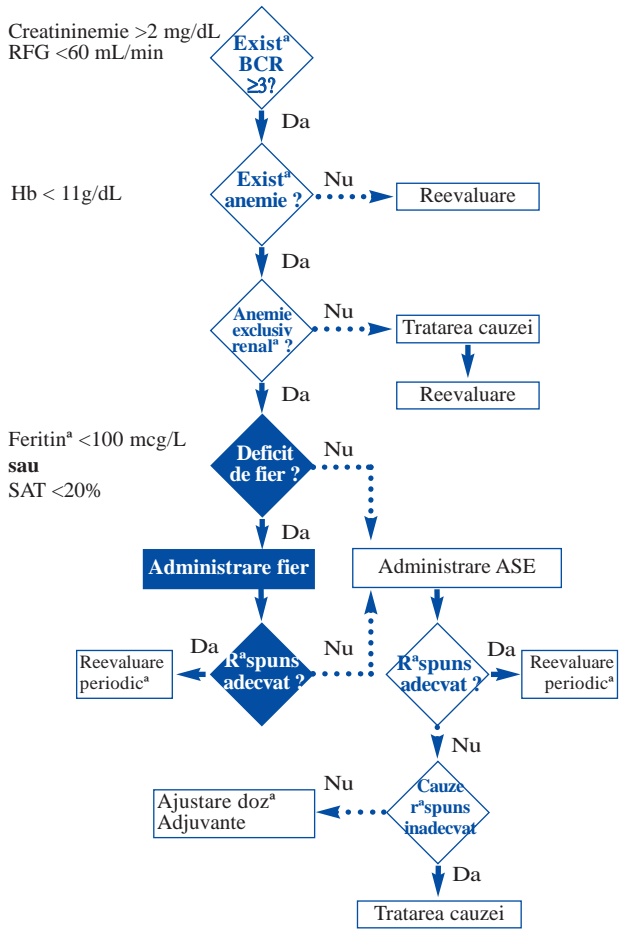 Creatininemie >2 mg/dL
RFG <60 mL/min
Existª
BCR
≥3?
Da
Hb < 11g/dL
Existª
anemie ?
Nu
Reevaluare
Da
Anemie
exclusiv
renalª ?
Nu
Tratarea cauzei
Reevaluare
Da
Feritinª <100 mcg/L
sau
SAT <20%
Deficit
de fier ?
Nu
Da
Administrare fier
Administrare ASE
Reevaluare
periodicª
Da
Rªspuns
adecvat ?
Nu
Rªspuns
adecvat ?
Da
Reevaluare
periodicª
Nu
Ajustare dozª
Adjuvante
Nu
Cauze
rªspuns
inadecvat
Da
Tratarea cauzei